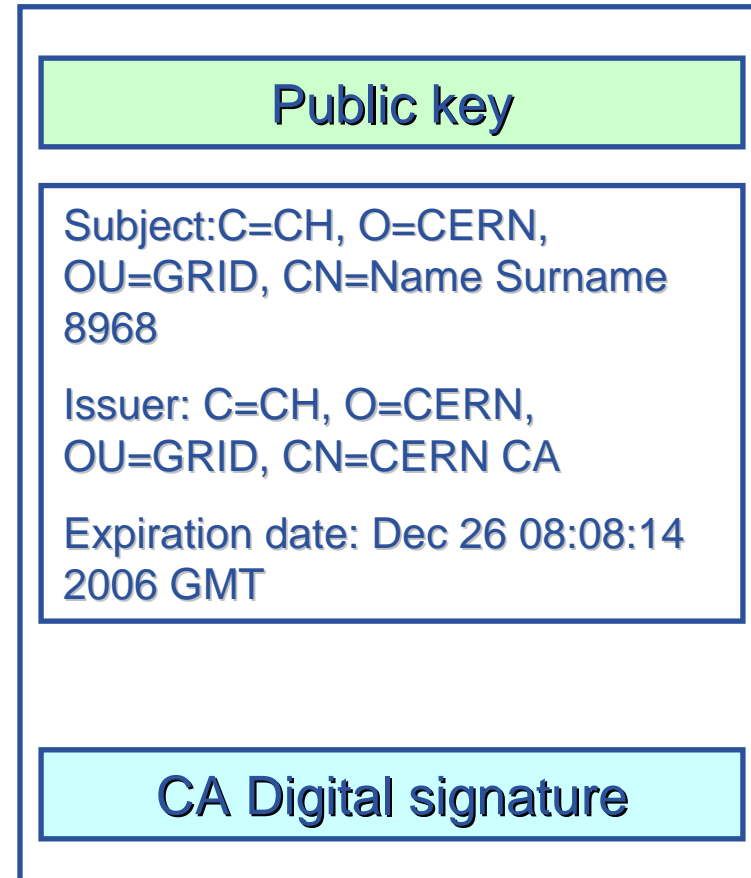 Public key
Subject:C=CH, O=CERN,
OU=GRID, CN=Name Surname
8968
Issuer: C=CH, O=CERN,
OU=GRID, CN=CERN CA
Expiration date: Dec 26 08:08:14
2006 GMT
CA Digital signature